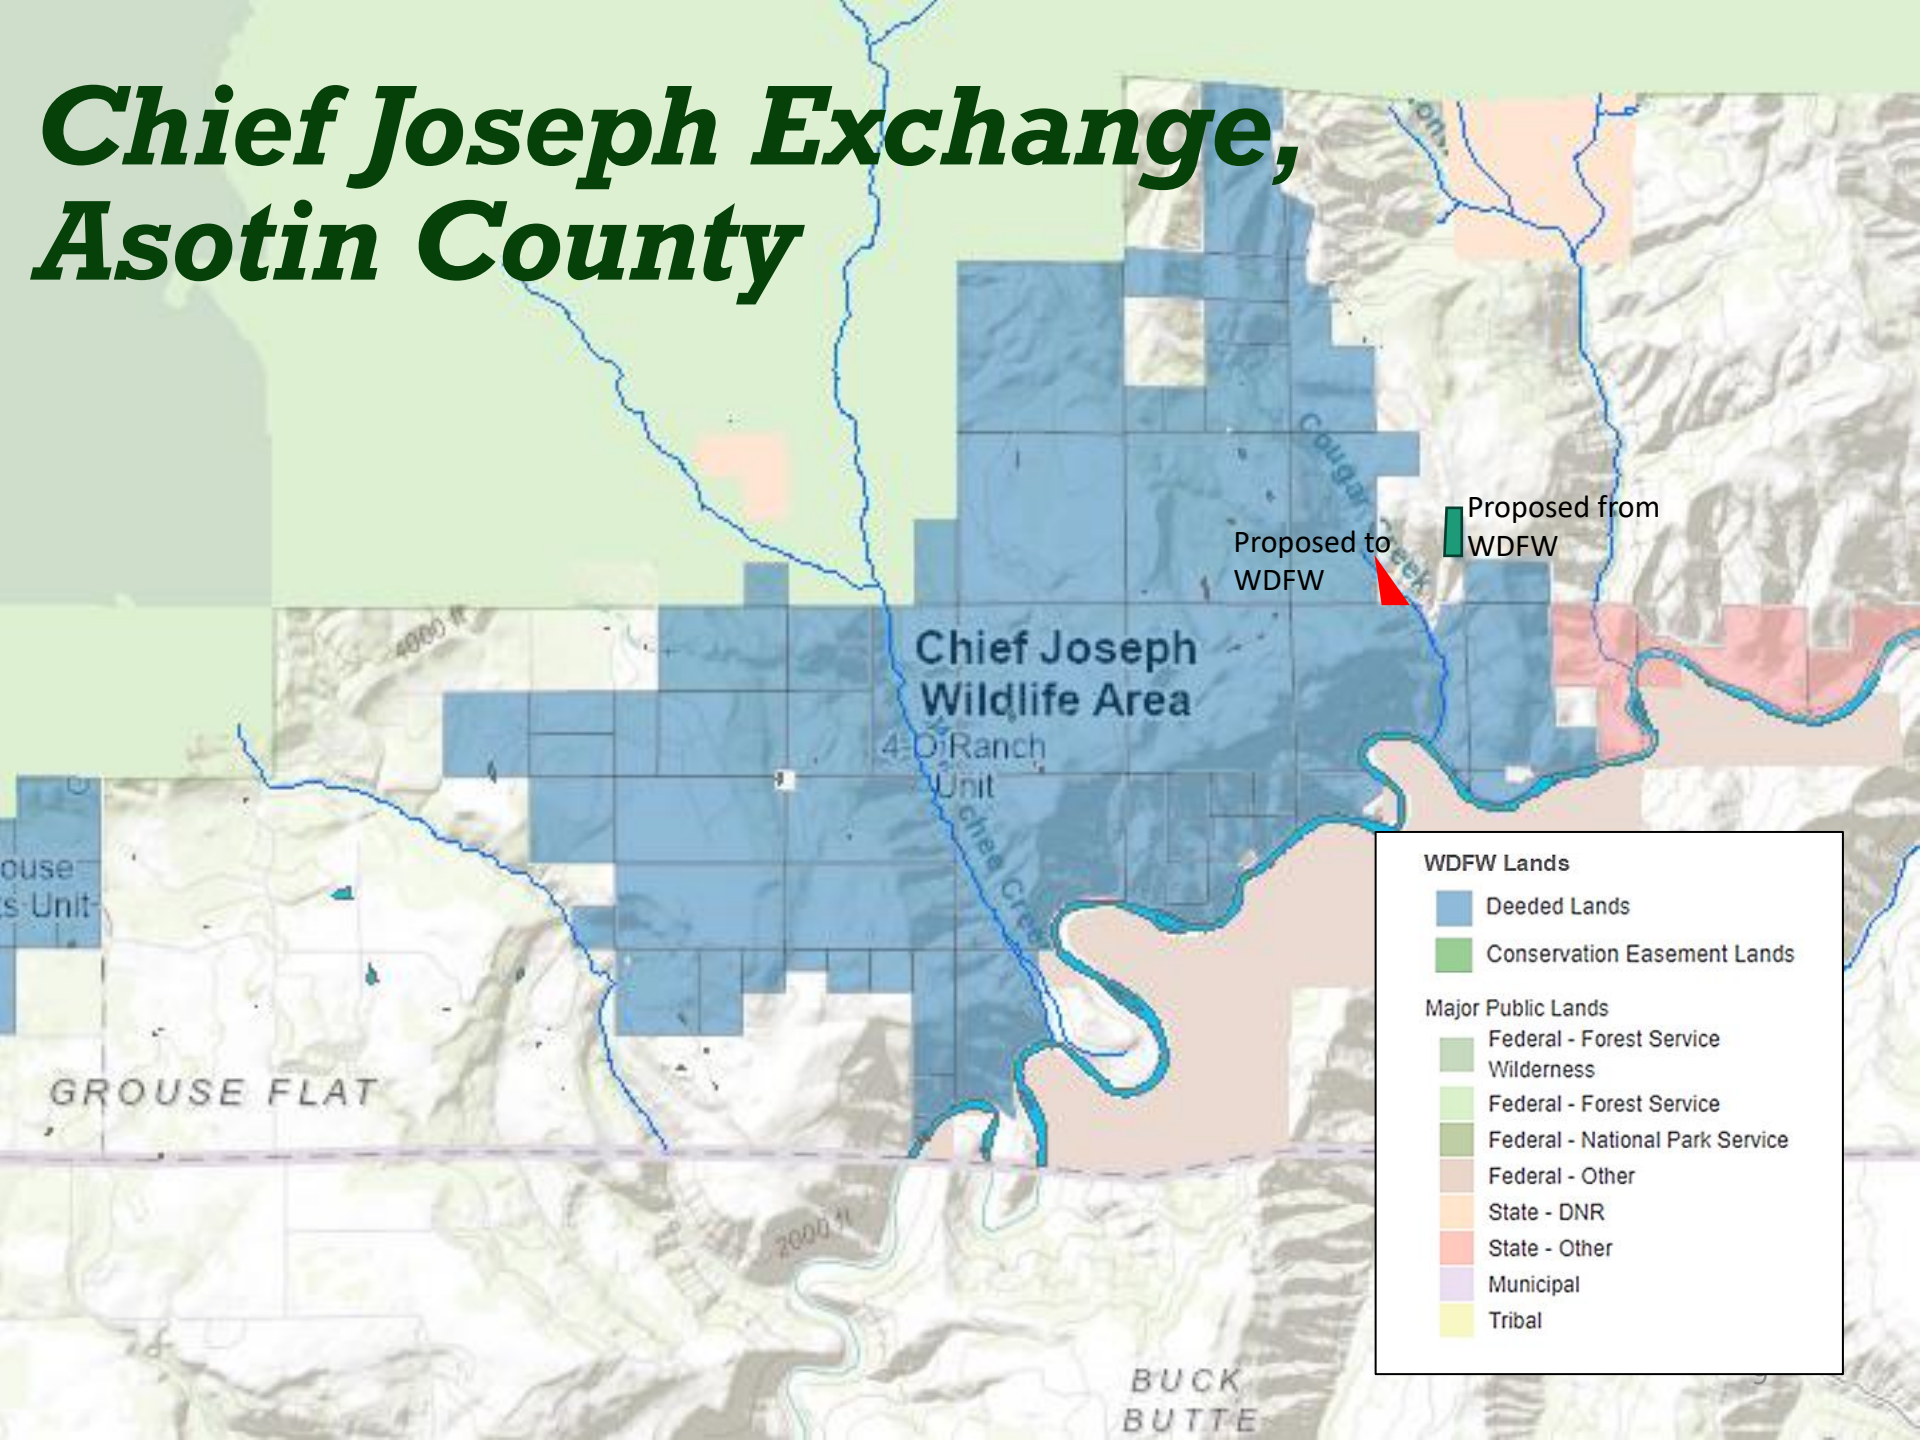 Chief Joseph Exchange,
Asotin County
Cougar Creek
Proposed from
WDFW
Proposed to
WDFW
Chief Joseph
Wildlife Area
4-O Ranch
Unit
4000 ft
ouse
s Unit
GROUSE FLAT
2000 ft
BUCK
BUTTE
WDFW Lands
Deeded Lands
Conservation Easement Lands
Major Public Lands
Federal - Forest Service
Wilderness
Federal - Forest Service
Federal - National Park Service
Federal - Other
State - DNR
State - Other
Municipal
Tribal